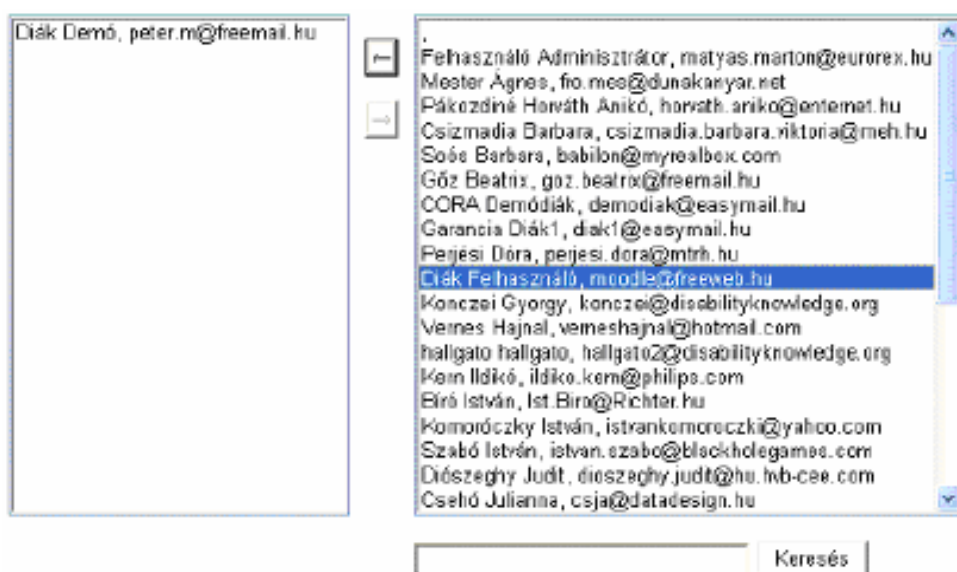 Diák Demó, peter.m@freemail.hu
←
→
.
Felhasználó Adminisztrátor, matyas.marton@eurorex.hu
Mester Ágnes, fro.mes@dunakanyar.net
Pákozdiné Horváth Anikó, horvath.aniko@enternet.hu
Csizmadia Barbara, csizmadia.barbara.viktoria@meh.hu
Soós Barbara, babilon@myrealbox.com
Gőz Beatrix, goz.beatrix@freemail.hu
CORA Demódiák, demodiak@easymail.hu
Garancia Diák1, diak1@easymail.hu
Perjési Dóra, perjesi.dora@mtrh.hu
Diák Felhasználó, moodle@freeweb.hu
Konczei Gyorgy, konczei@disabilityknowledge.org
Vernes Hajnal, verneshajnal@hotmail.com
hallgato hallgato, hallgato2@disabilityknowledge.org
Kern Ildikó, ildiko.kern@philips.com
Bíró István, Ist.Biro@Richter.hu
Komoróczky István, istvankomoroczki@yahoo.com
Szabó István, istvan.szabo@blackholegames.com
Diószeghy Judit, dioszeghy.judit@hu.hvb-cee.com
Csehó Julianna, csja@datadesign.hu
Keresés